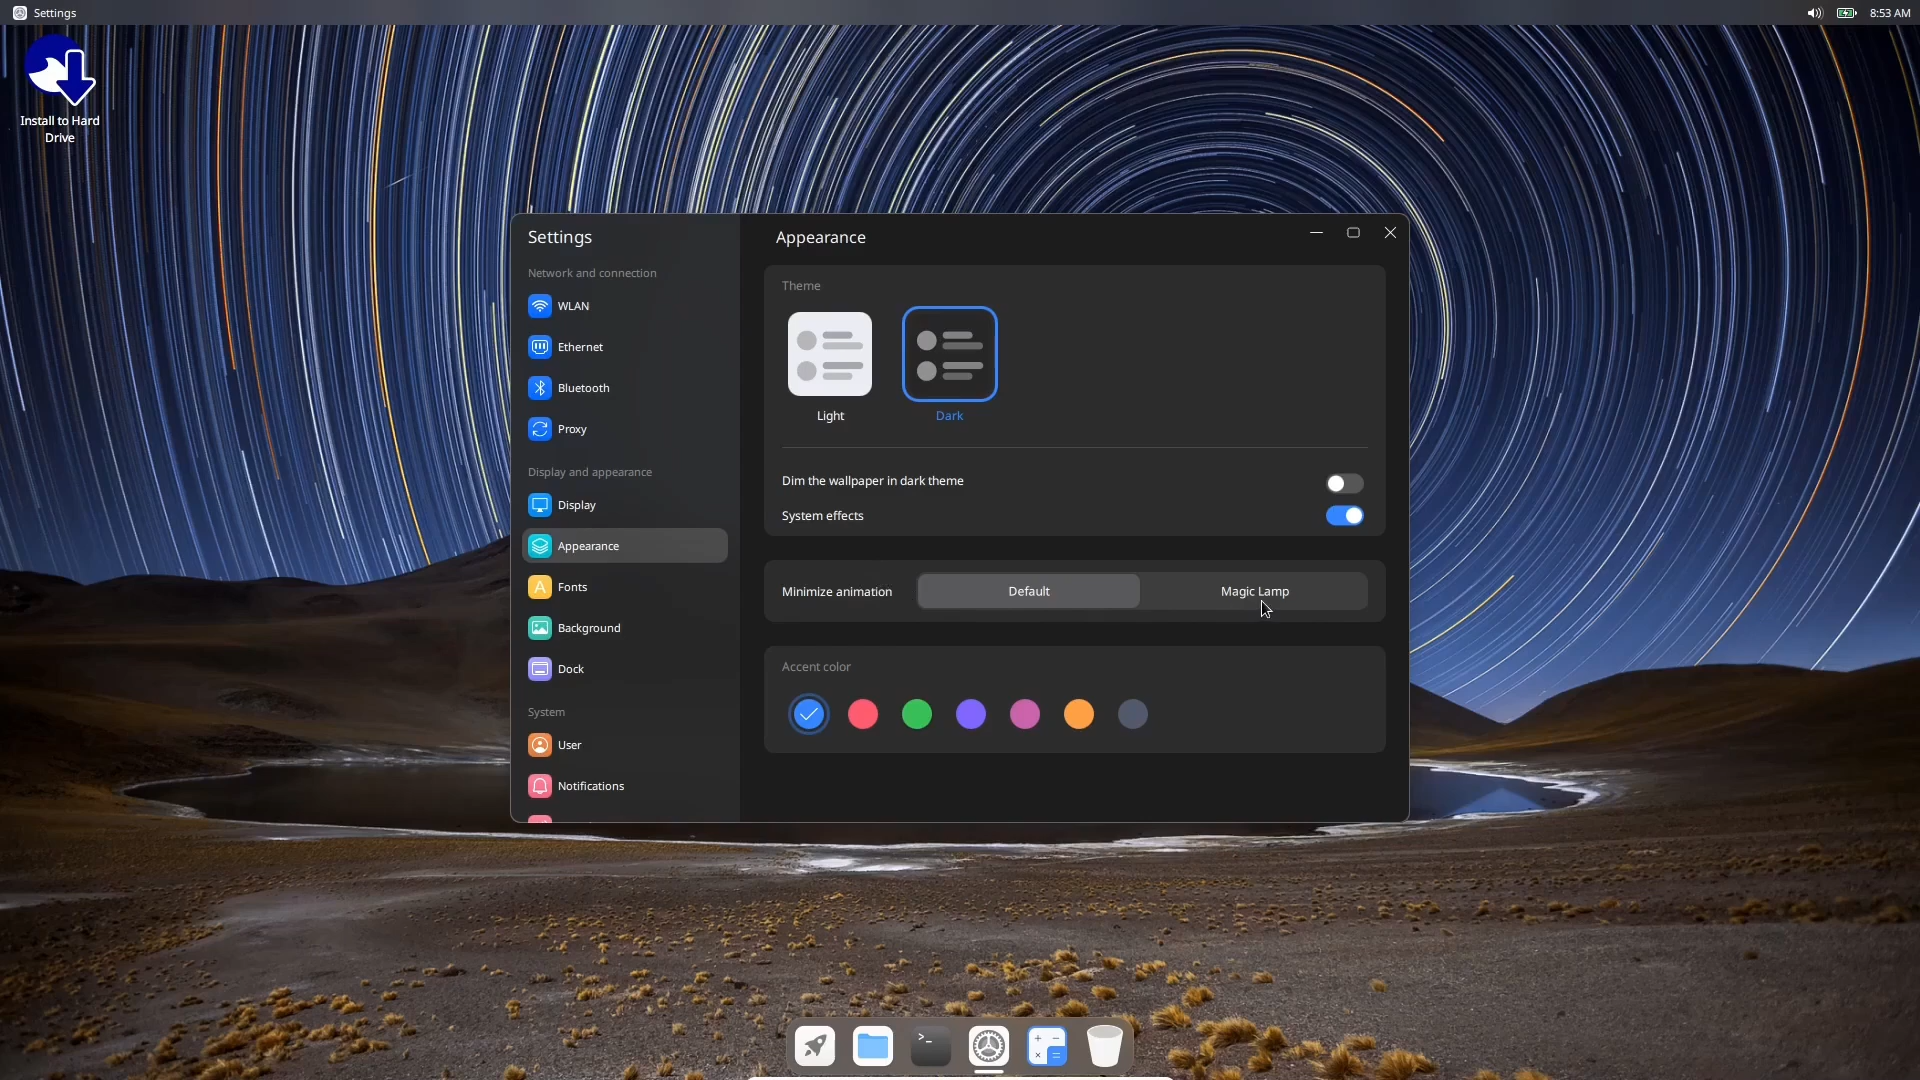 Settings
8:53 AM
Install to Hard
Drive
Settings
Network and connection
WLAN
Ethernet
Bluetooth
Proxy
Display and appearance
Display
Appearance
Fonts
Background
Dock
System
User
Notifications
Appearance
Theme
Light
Dark
Dim the wallpaper in dark theme
System effects
Minimize animation
Default
Magic Lamp
Accent color